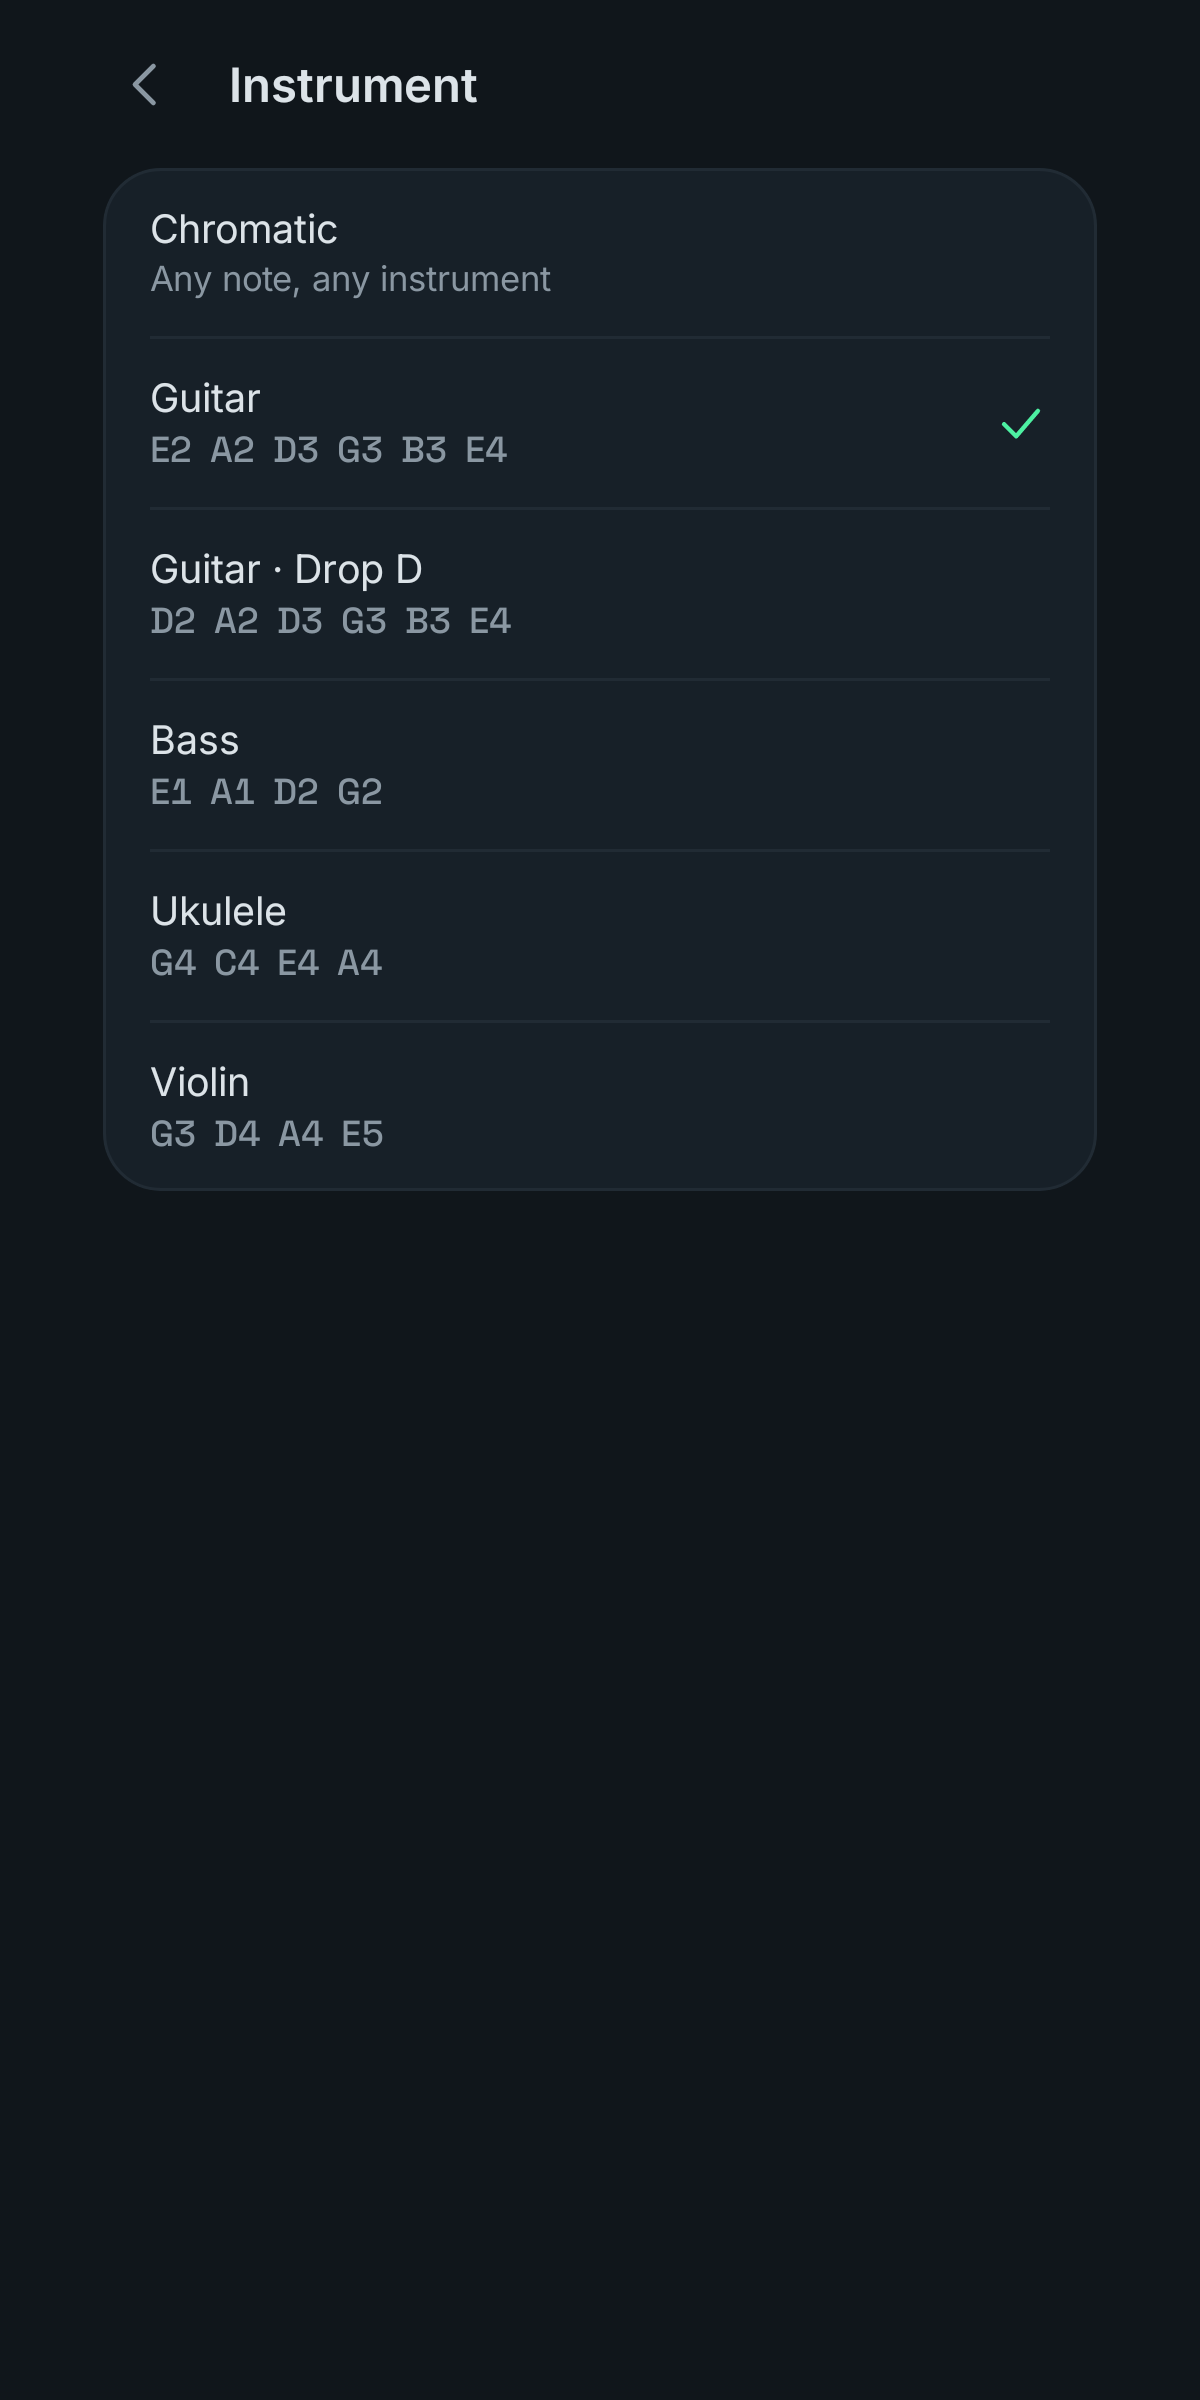 Instrument
Chromatic
Any note, any instrument
Guitar
E2 A2 D3 G3 B3 E4
Guitar · Drop D
D2 A2 D3 G3 B3 E4
Bass
E1 A1 D2 G2
Ukulele
G4 C4 E4 A4
Violin
G3 D4 A4 E5